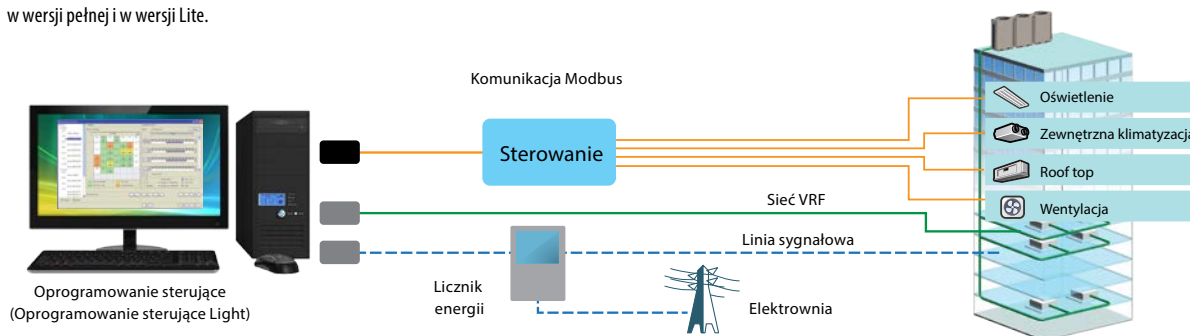 w wersji pełnej i w wersji Lite.
Komunikacja Modbus
Sterowanie
Oświetlenie
Zewnętrzna klimatyzacja
Roof top
Wentylacja
Sieć VRF
Linia sygnałowa
Licznik
energii
Elektrownia
Oprogramowanie sterujące
(Oprogramowanie sterujące Light)